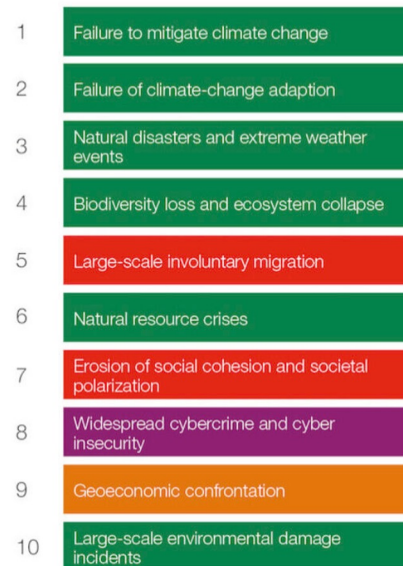 1 Failure to mitigate climate change
2 Failure of climate-change adaption
3 Natural disasters and extreme weather
events
4 Biodiversity loss and ecosystem collapse
5 Large-scale involuntary migration
6 Natural resource crises
7 Erosion of social cohesion and societal
polarization
8 Widespread cybercrime and cyber
insecurity
9 Geoeconomic confrontation
10 Large-scale environmental damage
incidents